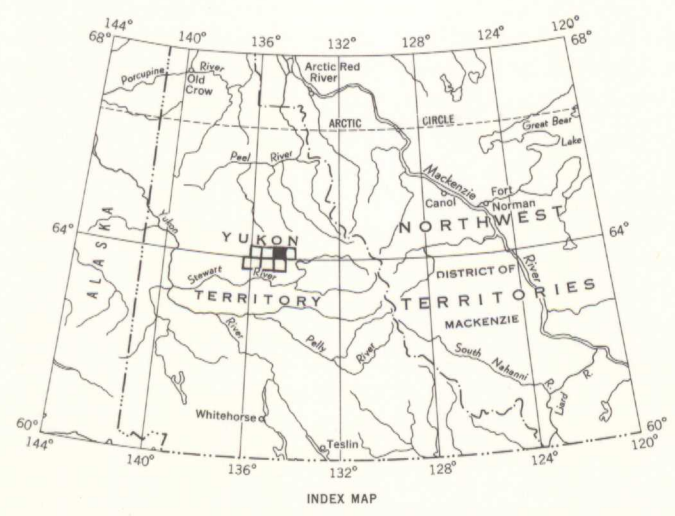 144°
140°
136°
132°
128°
124°
120°
68°
68°
Porcupine River
Old
Crow
Arctic Red
River
ARCTIC CIRCLE
Great Bear
Lake
Peel River
Mackenzie
Canol
Fort
Norman
NORTHWEST
64°
64°
Yukon
ALASKA
YUKON
Stewart
River
TERRITORY
DISTRICT OF
TERRITORIES
MACKENZIE
River
River
Pelly
River
South Nahanni R.
Liard R.
Whitehorse
Teslin
60°
60°
144°
140°
136°
132°
128°
124°
120°
INDEX MAP